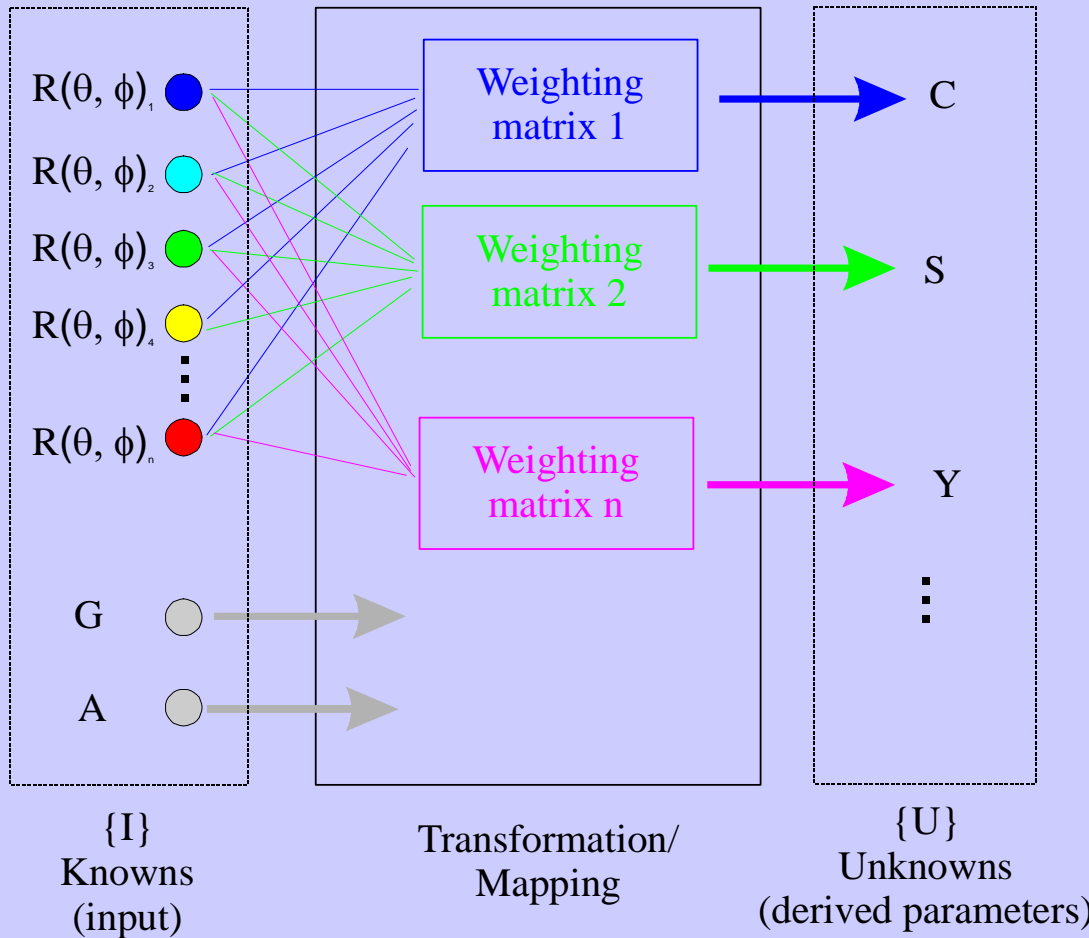 R(θ, ϕ)₁
R(θ, ϕ)₂
R(θ, ϕ)₃
R(θ, ϕ)₄
R(θ, ϕ)ₙ
G
A
{I}
Knowns
(input)
Weighting
matrix 1
Weighting
matrix 2
Weighting
matrix n
Transformation/
Mapping
C
S
Y
{U}
Unknowns
(derived parameters)